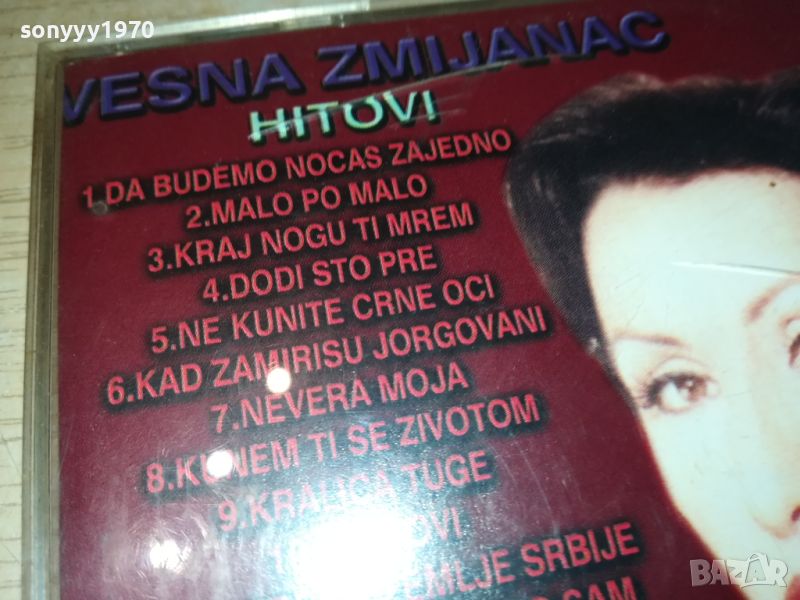 sonyyy1970
VESNA ZMIJANAC
HITOVI
1.DA BUDEMO NOCAS ZAJEDNO
2.MALO PO MALO
3.KRAJ NOGU TI MREM
4.DODI STO PRE
5.NE KUNITE CRNE OCI
6.KAD ZAMIRISU JORGOVANI
7.NEVERA MOJA
8.KUNEM TI SE ZIVOTOM
9.KRALICA TUGE
SRBIJE
SAM
BAZAR